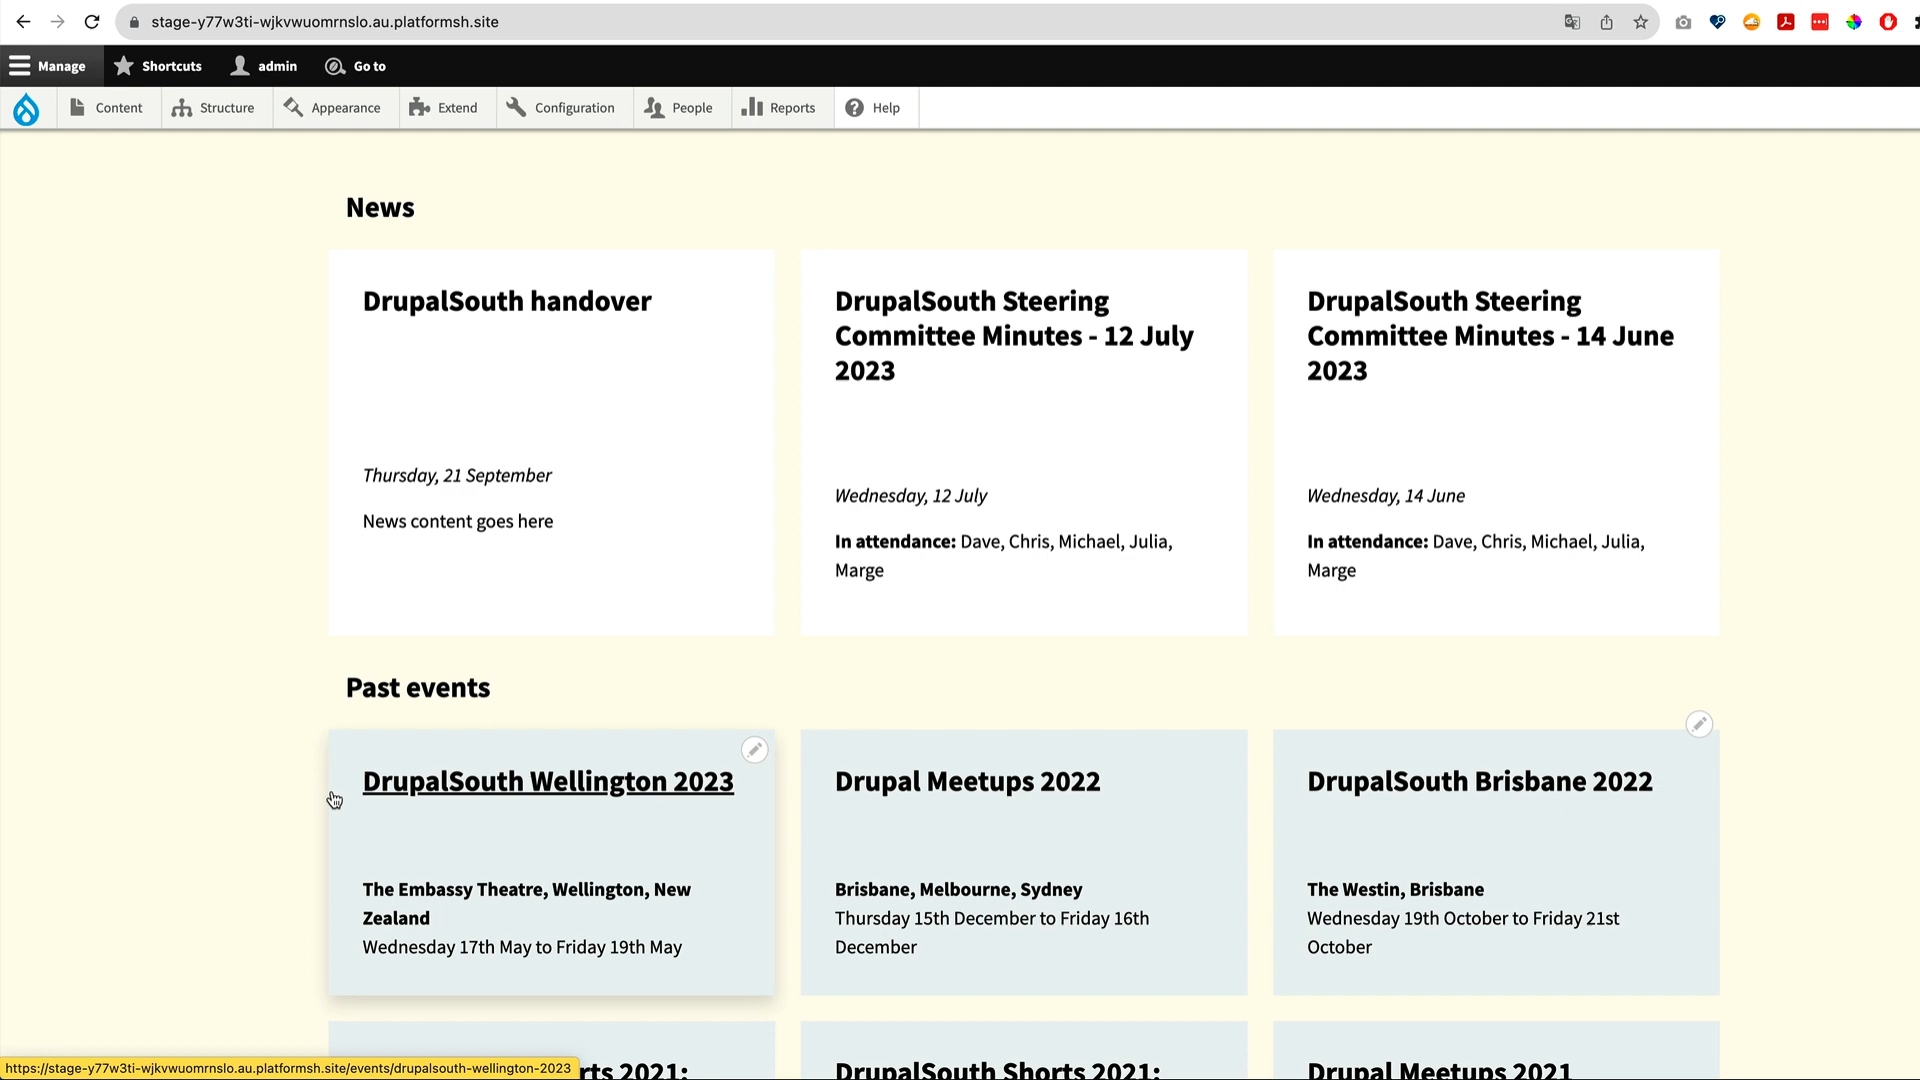 stage-y77w3ti-wjkvwuomrnslo.au.platformsh.site
Manage Shortcuts admin Go to
Content Structure Appearance Extend Configuration People Reports Help
News
DrupalSouth handover
Thursday, 21 September
News content goes here
DrupalSouth Steering
Committee Minutes - 12 July
2023
Wednesday, 12 July
In attendance: Dave, Chris, Michael, Julia,
Marge
DrupalSouth Steering
Committee Minutes - 14 June
2023
Wednesday, 14 June
In attendance: Dave, Chris, Michael, Julia,
Marge
Past events
DrupalSouth Wellington 2023
The Embassy Theatre, Wellington, New
Zealand
Wednesday 17th May to Friday 19th May
Drupal Meetups 2022
Brisbane, Melbourne, Sydney
Thursday 15th December to Friday 16th
December
DrupalSouth Brisbane 2022
The Westin, Brisbane
Wednesday 19th October to Friday 21st
October
rts 2021:
DrupalSouth Shorts 2021:
Drupal Meetups 2021
https://stage-y77w3ti-wjkvwuomrnslo.au.platformsh.site/events/drupalsouth-wellington-2023